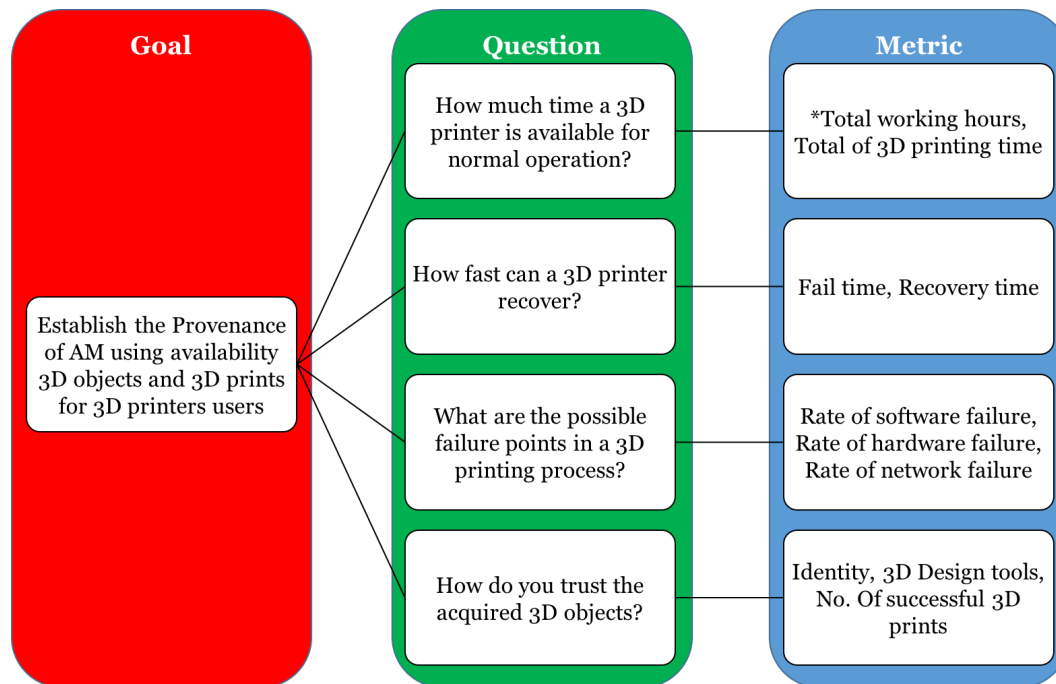 Goal
Establish the Provenance
of AM using availability
3D objects and 3D prints
for 3D printers users
Question
How much time a 3D
printer is available for
normal operation?
How fast can a 3D printer
recover?
What are the possible
failure points in a 3D
printing process?
How do you trust the
acquired 3D objects?
Metric
*Total working hours,
Total of 3D printing time
Fail time, Recovery time
Rate of software failure,
Rate of hardware failure,
Rate of network failure
Identity, 3D Design tools,
No. Of successful 3D
prints